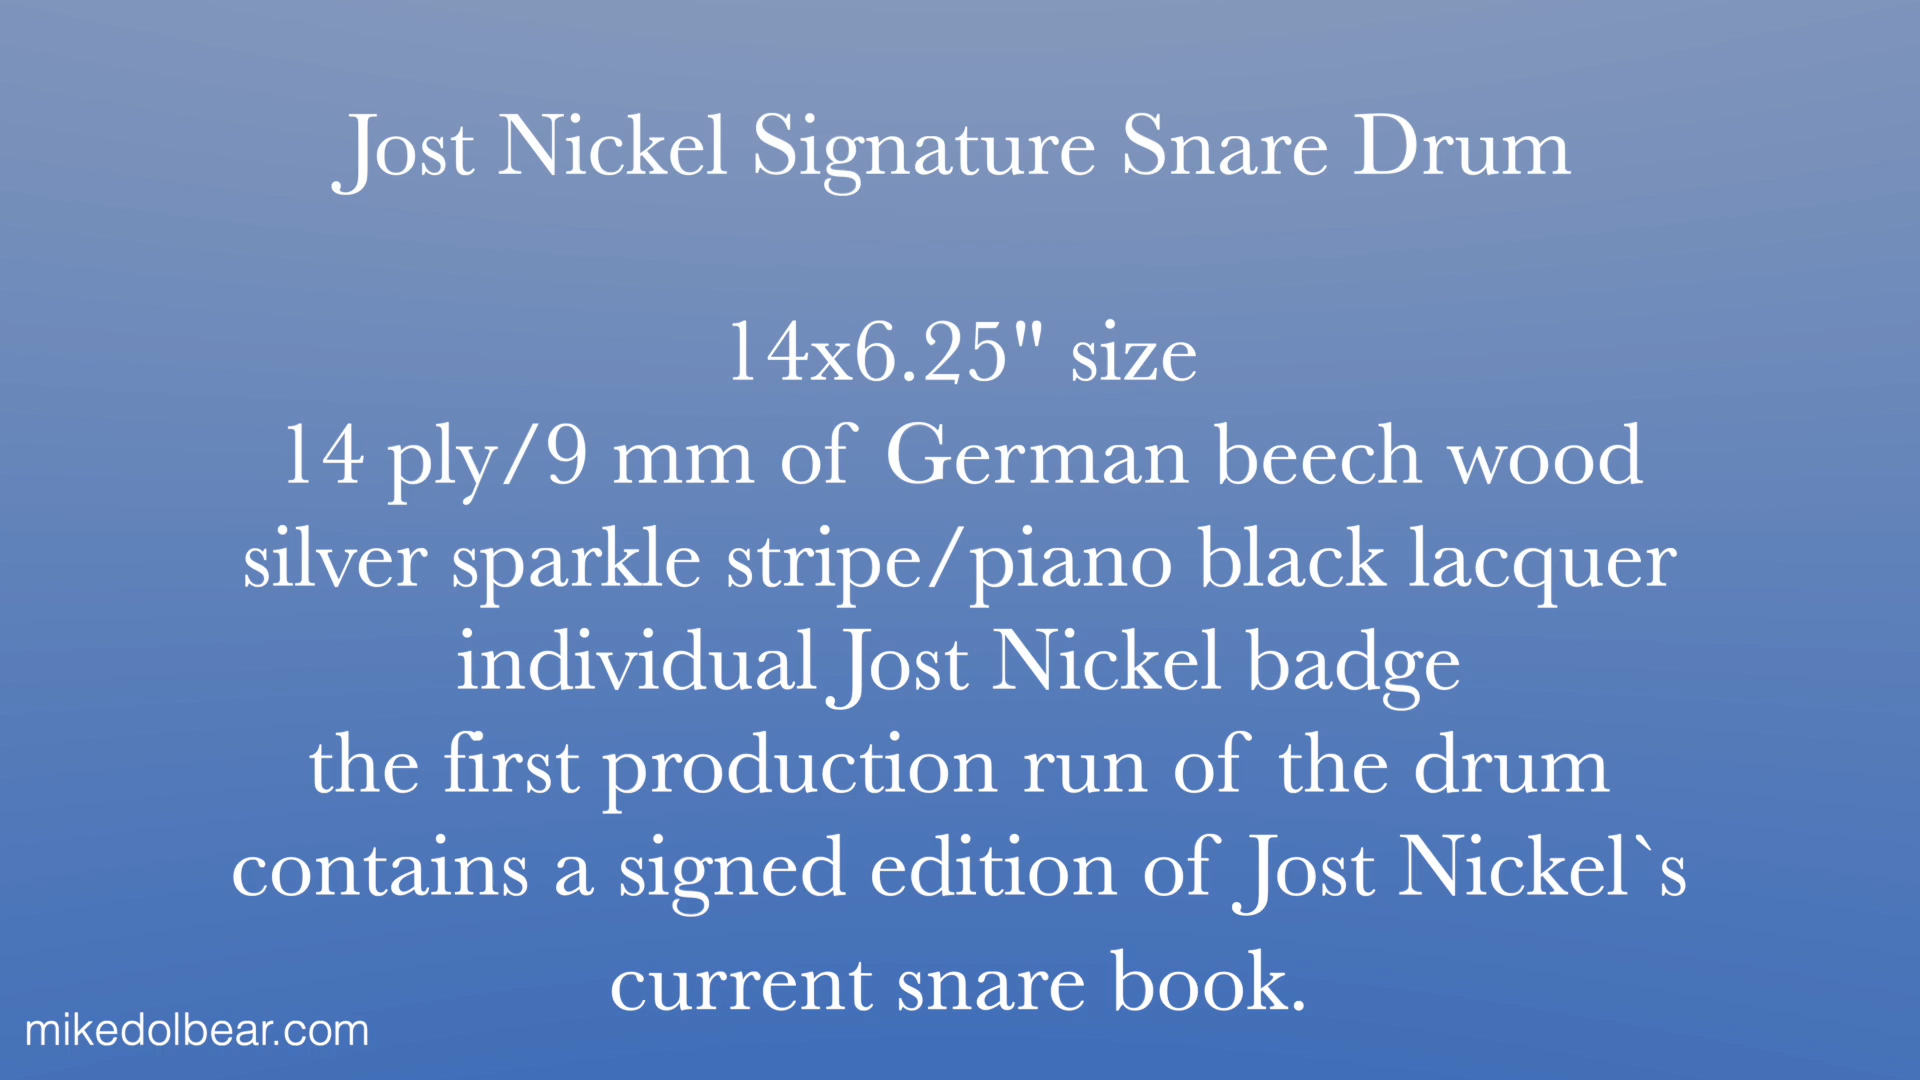 Jost Nickel Signature Snare Drum
14x6.25" size
14 ply/9 mm of German beech wood
silver sparkle stripe/piano black lacquer
individual Jost Nickel badge
the first production run of the drum
contains a signed edition of Jost Nickel`s
current snare book.
mikedolbear.com